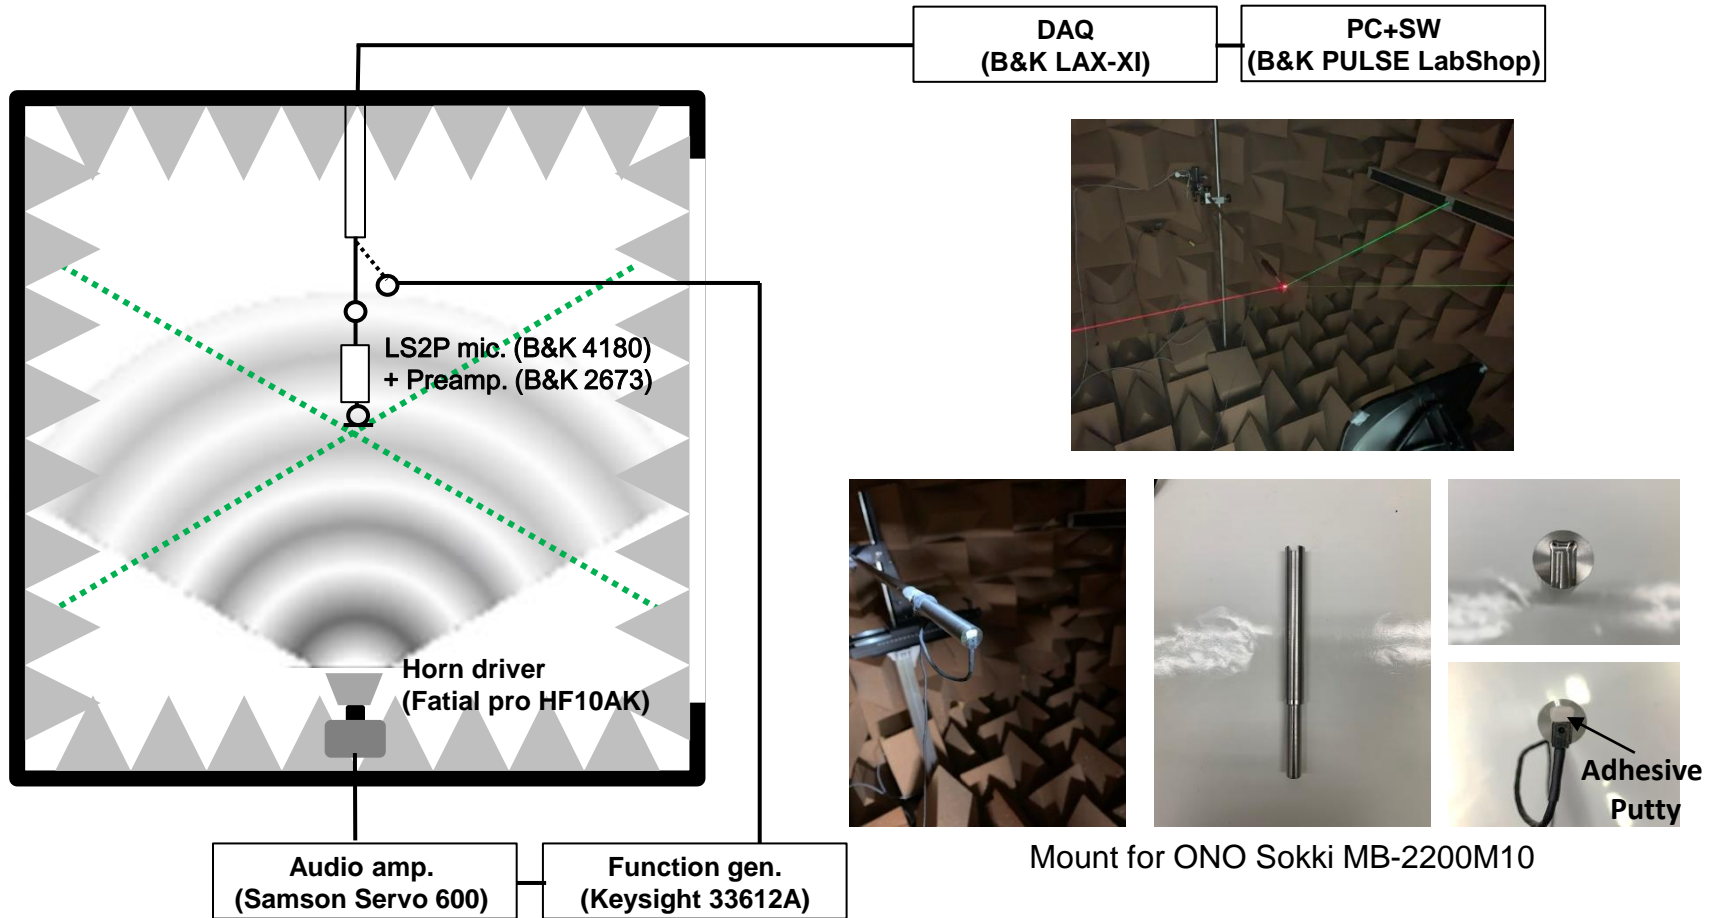 DAQ
(B&K LAX-XI)
PC+SW
(B&K PULSE LabShop)
LS2P mic. (B&K 4180)
+ Preamp. (B&K 2673)
Horn driver
(Fatial pro HF10AK)
Audio amp.
(Samson Servo 600)
Function gen.
(Keysight 33612A)
Adhesive
Putty
Mount for ONO Sokki MB-2200M10